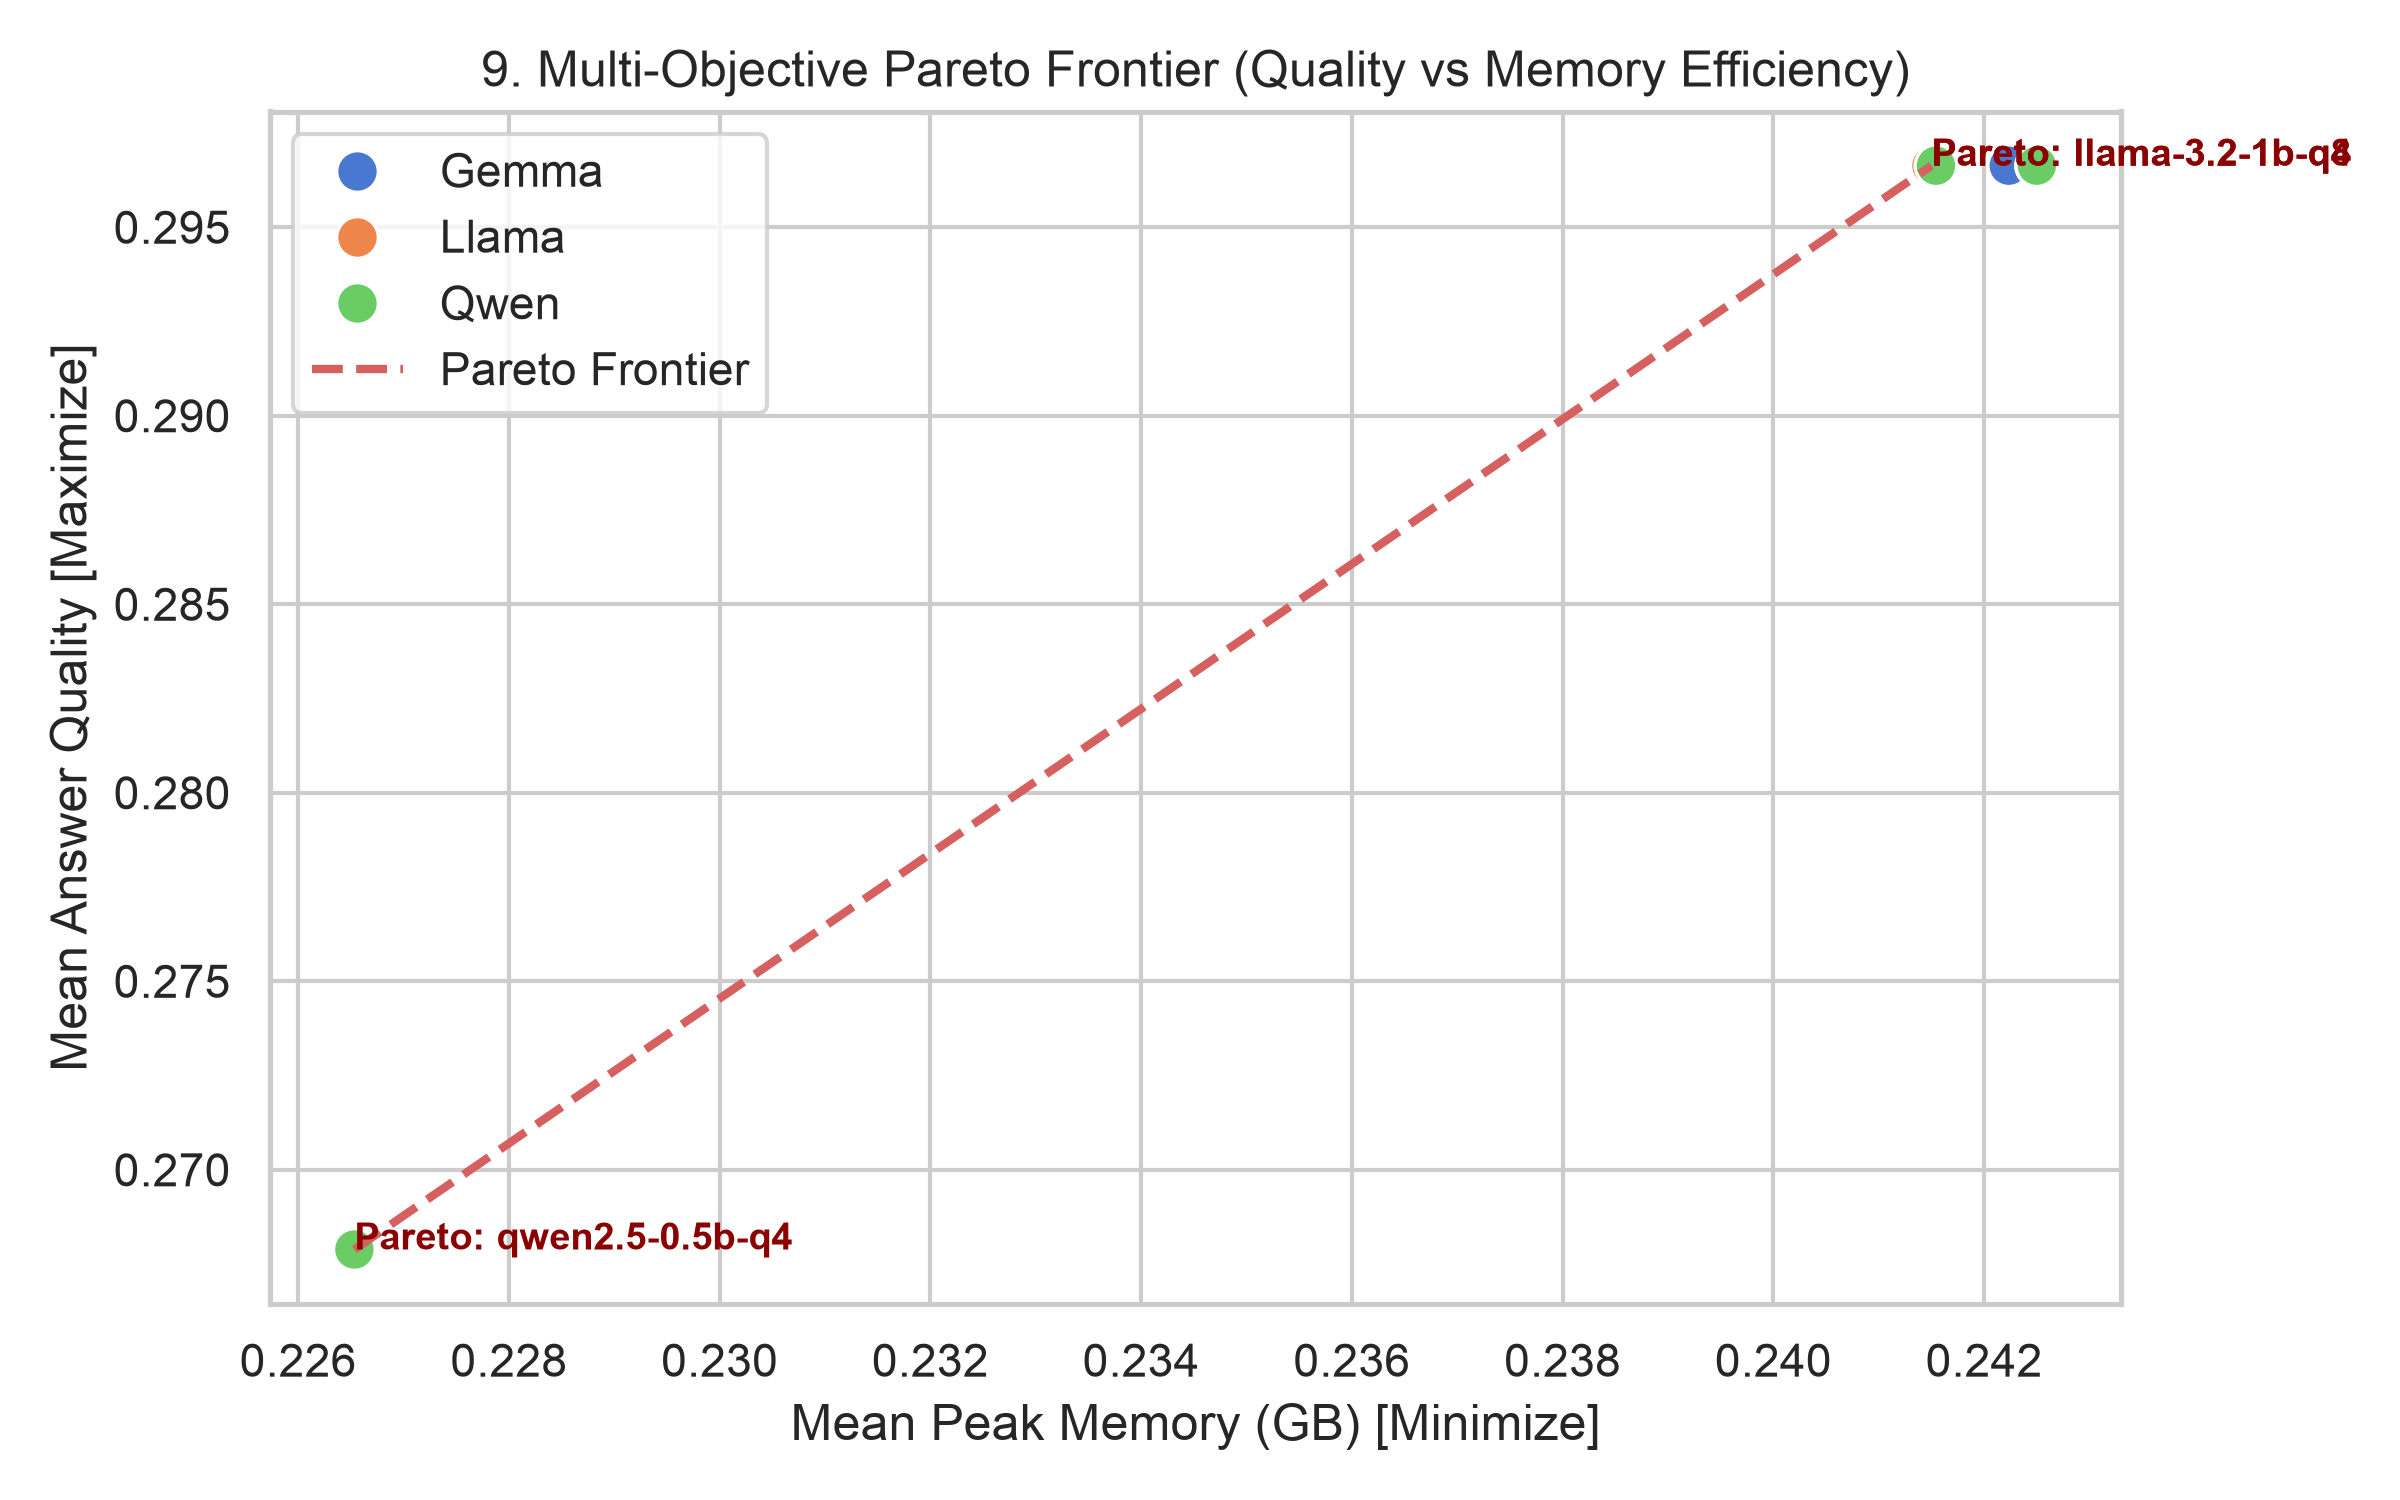 9. Multi-Objective Pareto Frontier (Quality vs Memory Efficiency)
Gemma
Llama
Qwen
Pareto Frontier
Pareto: llama-3.2-1b-
Pareto: qwen2.5-0.5b-q4
Mean Answer Quality [Maximize]
0.295
0.290
0.285
0.280
0.275
0.270
0.226 0.228 0.230 0.232 0.234 0.236 0.238 0.240 0.242
Mean Peak Memory (GB) [Minimize]